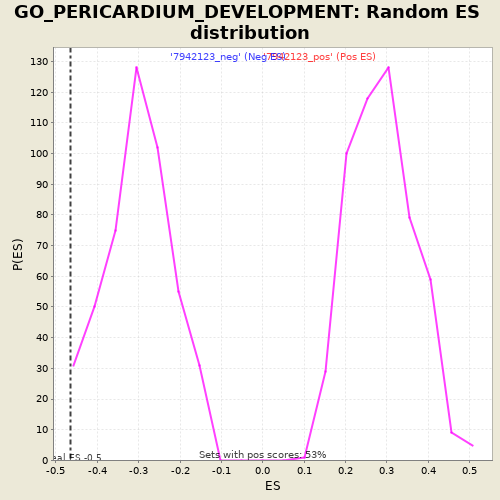 GO_PERICARDIUM_DEVELOPMENT: Random ES
distribution
'7942123_neg' (Neg ES) '7942123_pos' (Pos ES)
130
120
110
100
90
80
70
60
50
40
30
20
10
0
P(ES)
ES -0.5
Sets with pos scores: 53%
-0.5 -0.4 -0.3 -0.2 -0.1 0.0 0.1 0.2 0.3 0.4 0.5
ES